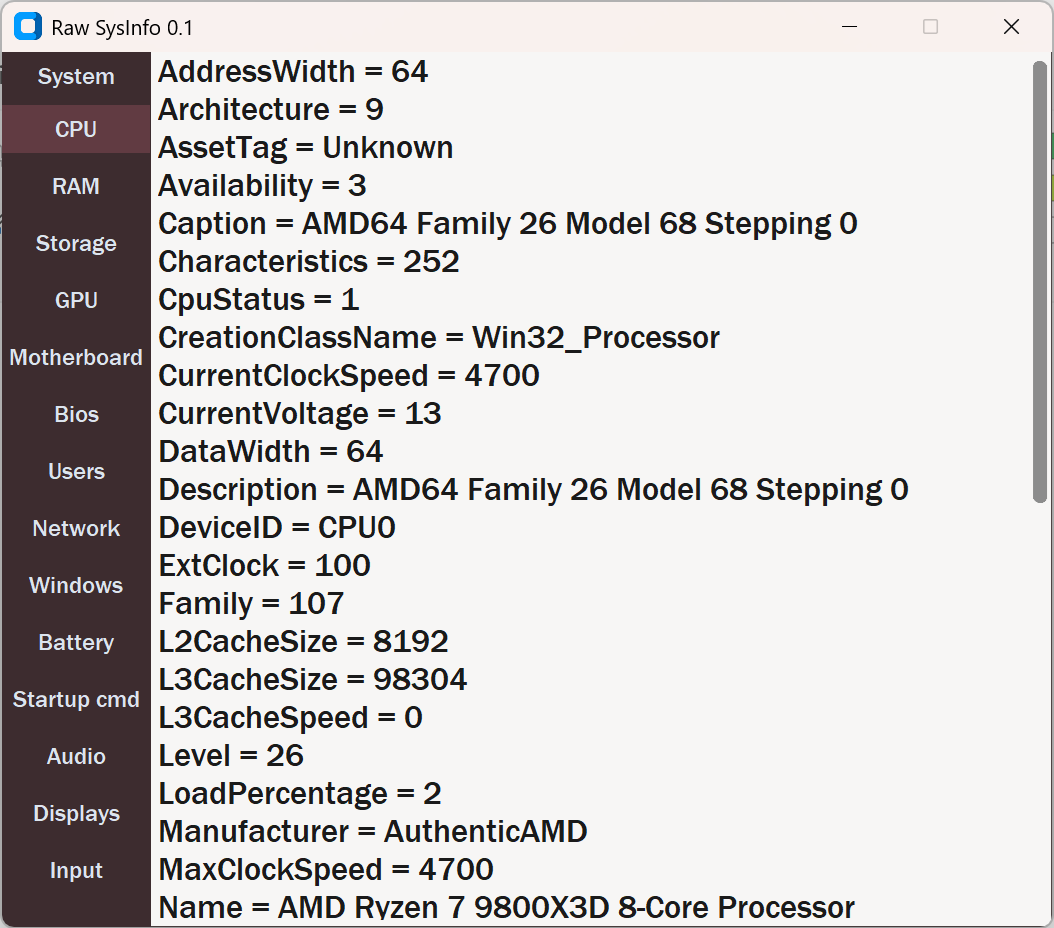 Raw SysInfo 0.1
System
CPU
RAM
Storage
GPU
Motherboard
Bios
Users
Network
Windows
Battery
Startup cmd
Audio
Displays
Input
AddressWidth = 64
Architecture = 9
AssetTag = Unknown
Availability = 3
Caption = AMD64 Family 26 Model 68 Stepping 0
Characteristics = 252
CpuStatus = 1
CreationClassName = Win32_Processor
CurrentClockSpeed = 4700
CurrentVoltage = 13
DataWidth = 64
Description = AMD64 Family 26 Model 68 Stepping 0
DeviceID = CPU0
ExtClock = 100
Family = 107
L2CacheSize = 8192
L3CacheSize = 98304
L3CacheSpeed = 0
Level = 26
LoadPercentage = 2
Manufacturer = AuthenticAMD
MaxClockSpeed = 4700
Name = AMD Ryzen 7 9800X3D 8-Core Processor